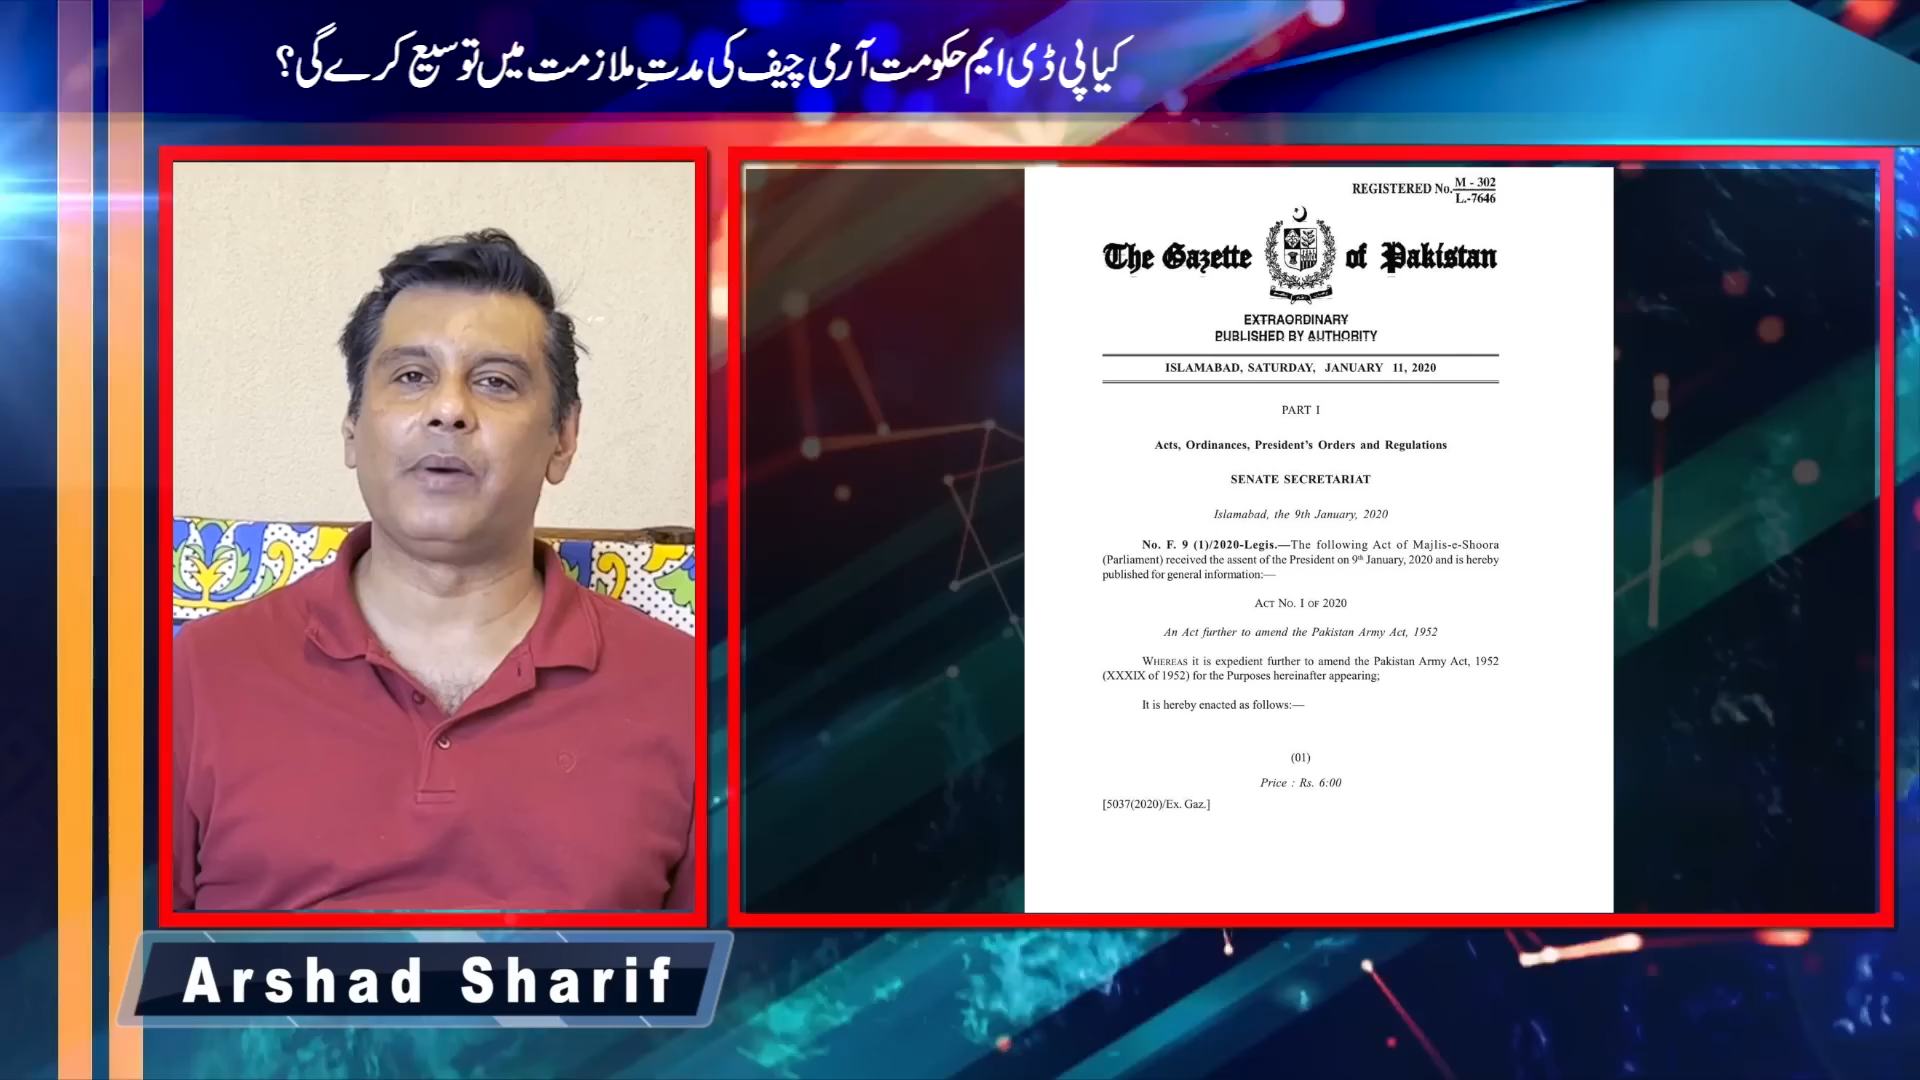 کیا پی ڈی ایم حکومت آرمی چیف کی مدتِ ملازمت میں توسیع کرے گی؟
REGISTERED No. M - 302
L.-7646
The Gazette of Pakistan
EXTRAORDINARY
PUBLISHED BY AUTHORITY
ISLAMABAD, SATURDAY, JANUARY 11, 2020
PART I
Acts, Ordinances, President's Orders and Regulations
SENATE SECRETARIAT
Islamabad, the 9th January, 2020
No. F. 9 (1)/2020-Legis.—The following Act of Majlis-e-Shoora
(Parliament) received the assent of the President on 9th January, 2020 and is hereby
published for general information:—
ACT NO. I OF 2020
An Act further to amend the Pakistan Army Act, 1952
WHEREAS it is expedient further to amend the Pakistan Army Act, 1952
(XXXIX of 1952) for the Purposes hereinafter appearing;
It is hereby enacted as follows:—
(01)
Price : Rs. 6:00
[5037(2020)/Ex. Gaz.]
Arshad Sharif